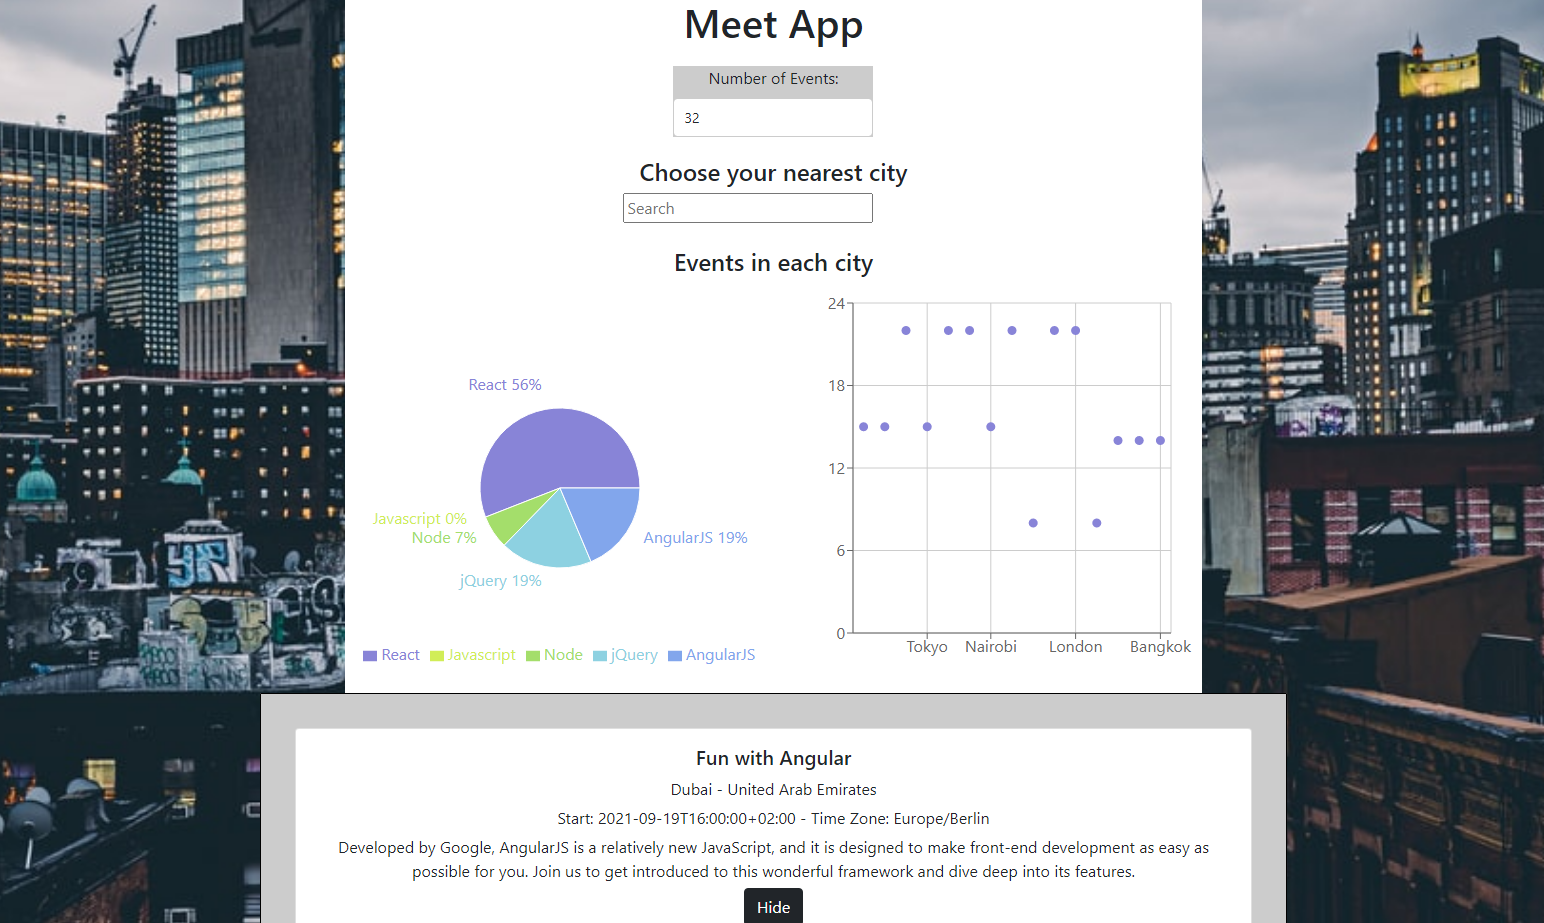 Meet App
Number of Events:
32
Choose your nearest city
Search
Events in each city
React 56%
Javascript 0%
Node 7%
jQuery 19%
AngularJS 19%
React Javascript Node jQuery AngularJS
24
18
12
6
0
Tokyo Nairobi London Bangkok
Fun with Angular
Dubai - United Arab Emirates
Start: 2021-09-19T16:00:00+02:00 - Time Zone: Europe/Berlin
Developed by Google, AngularJS is a relatively new JavaScript, and it is designed to make front-end development as easy as
possible for you. Join us to get introduced to this wonderful framework and dive deep into its features.
Hide